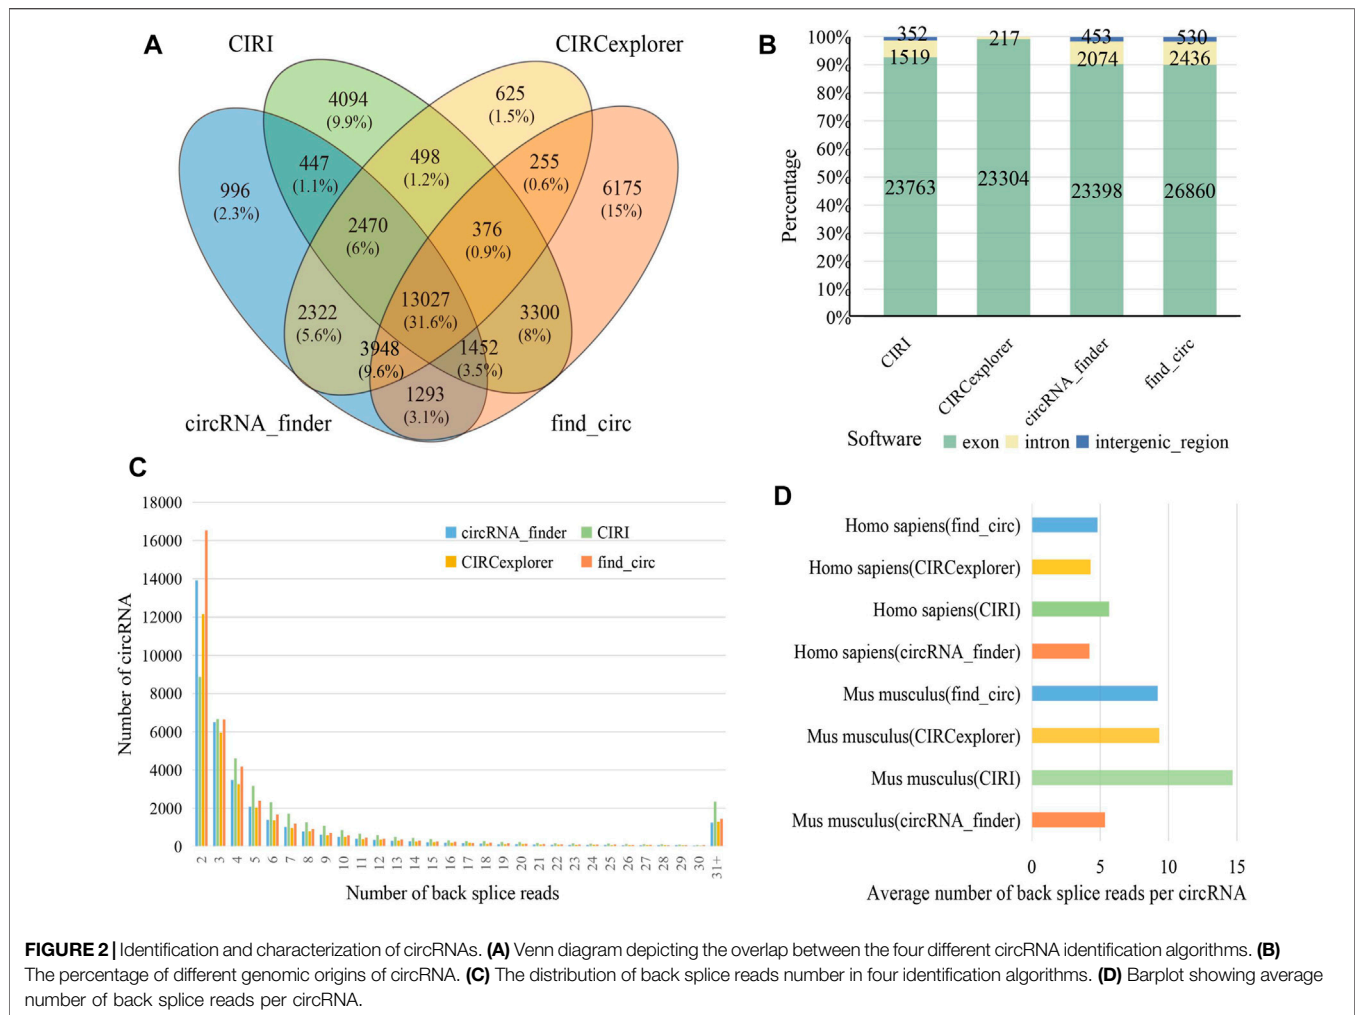 A
CIRI
CIRCexplorer
4094
(9.9%)
625
(1.5%)
447
(1.1%)
498
(1.2%)
255
(0.6%)
996
(2.3%)
6175
(15%)
2470
(6%)
376
(0.9%)
13027
(31.6%)
2322
(5.6%)
3300
(8%)
3948
(9.6%)
1452
(3.5%)
1293
(3.1%)
circRNA_finder
find_circ
B
Percentage
100%
90%
80%
70%
60%
50%
40%
30%
20%
10%
0%
352
217
453
530
1519
2074
2436
23763
23304
23398
26860
CIRI
CIRCexplorer
circRNA_finder
find_circ
Software
exon
intron
intergenic_region
C
Number of circRNA
18000
16000
14000
12000
10000
8000
6000
4000
2000
0
circRNA_finder
CIRI
CIRCexplorer
find_circ
2
3
4
5
6
7
8
9
10
11
12
13
14
15
16
17
18
19
20
21
22
23
24
25
26
27
28
29
30
31+
Number of back splice reads
D
Homo sapiens(find_circ)
Homo sapiens(CIRCexplorer)
Homo sapiens(CIRI)
Homo sapiens(circRNA_finder)
Mus musculus(find_circ)
Mus musculus(CIRCexplorer)
Mus musculus(CIRI)
Mus musculus(circRNA_finder)
0
5
10
15
Average number of back splice reads per circRNA
FIGURE 2 | Identification and characterization of circRNAs. (A) Venn diagram depicting the overlap between the four different circRNA identification algorithms. (B)
The percentage of different genomic origins of circRNA. (C) The distribution of back splice reads number in four identification algorithms. (D) Barplot showing average
number of back splice reads per circRNA.